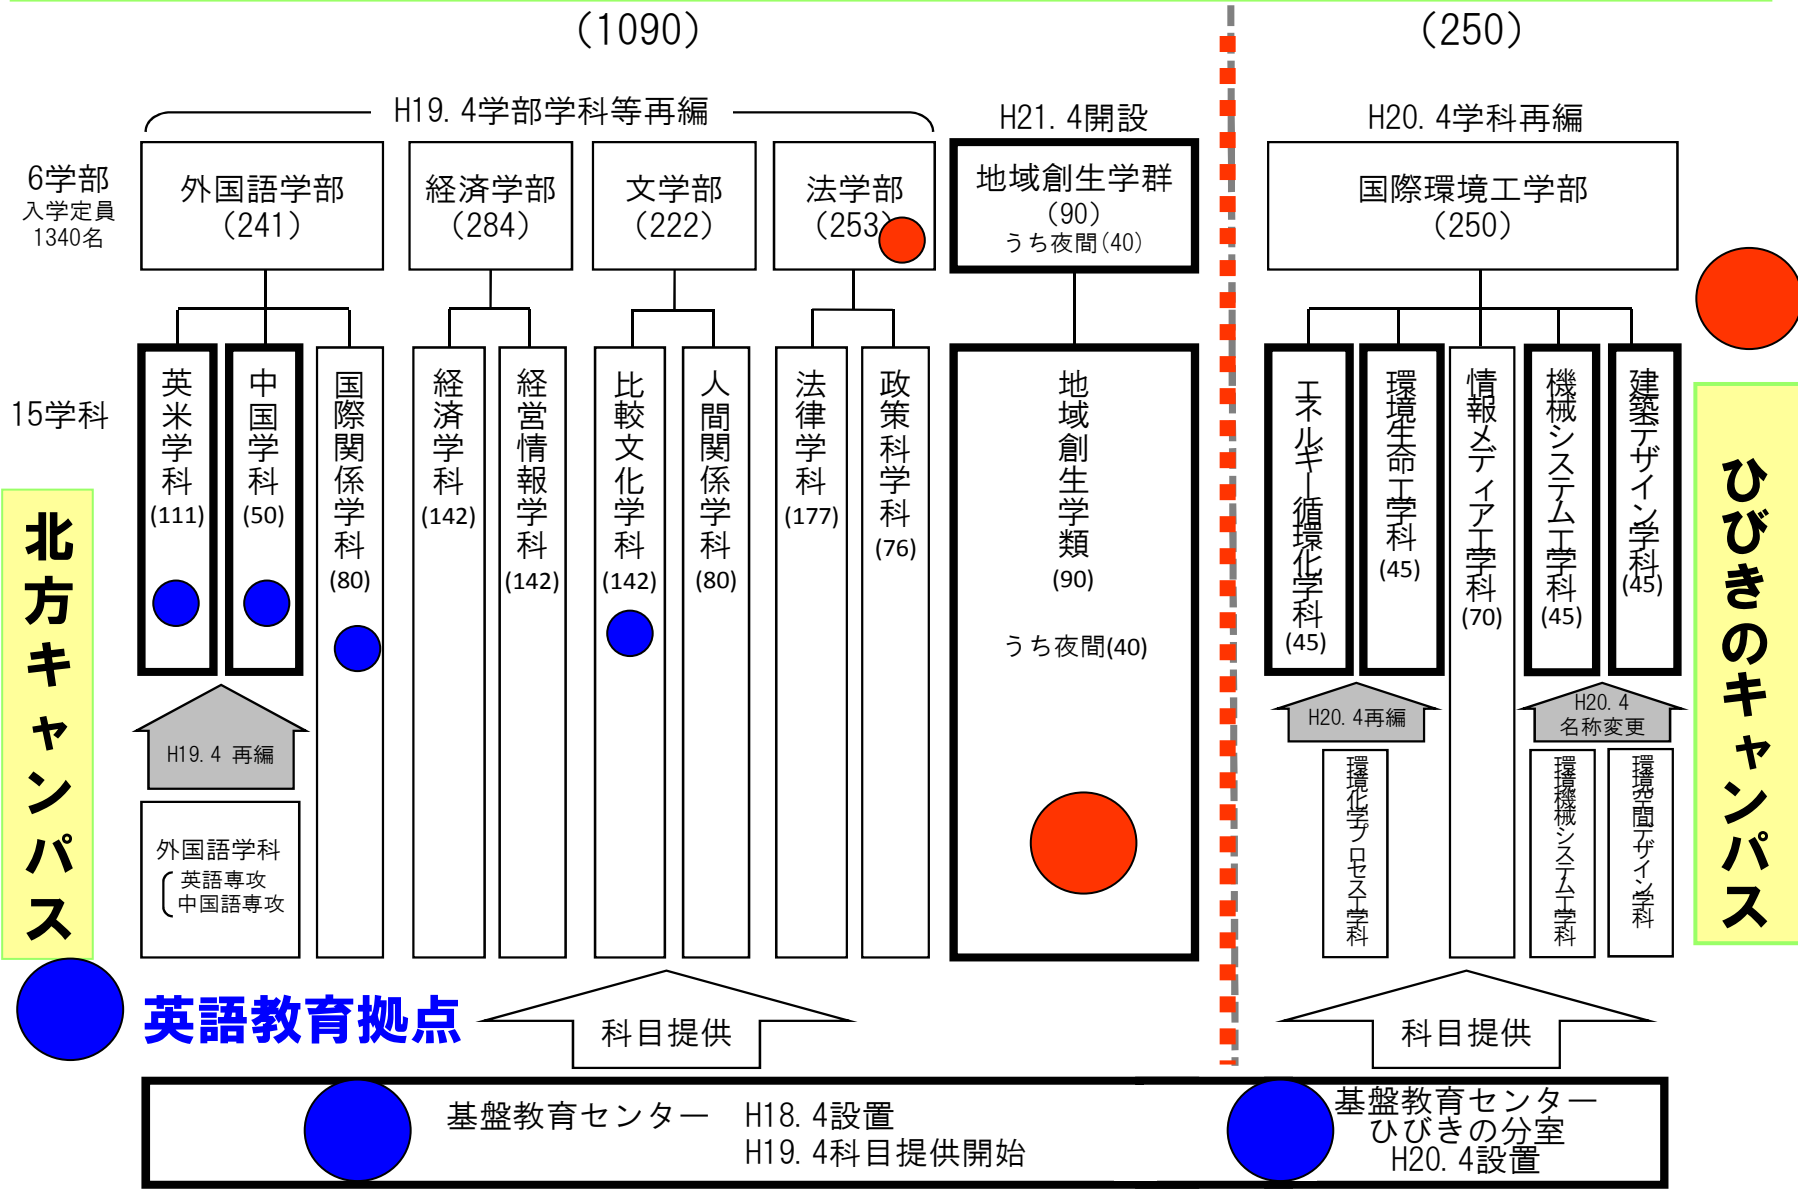 (1090)
(250)
H19.4学部学科等再編
H21.4開設
H20.4学科再編
6学部
入学定員
1340名
外国語学部
(241)
経済学部
(284)
文学部
(222)
法学部
(253)
地域創生学群
(90)
うち夜間(40)
国際環境工学部
(250)
15学科
英米学科
(111)
中国学科
(50)
国際関係学科
(80)
経済学科
(142)
経営情報学科
(142)
比較文化学科
(142)
人間関係学科
(80)
法律学科
(177)
政策科学科
(76)
地域創生学類
(90)
うち夜間(40)
エネルギー循環化学科
(45)
環境生命工学科
(45)
情報メディア工学科
(70)
機械システム工学科
(45)
建築デザイン学科
(45)
北方キャンパス
ひびきのキャンパス
H19.4 再編
H20.4再編
H20.4
名称変更
外国語学科
英語専攻
中国語専攻
環境化学プロセス工学科
環境機械システム工学科
環境空間デザイン学科
英語教育拠点
科目提供
科目提供
基盤教育センター H18.4設置
H19.4科目提供開始
基盤教育センター
ひびきの分室
H20.4設置